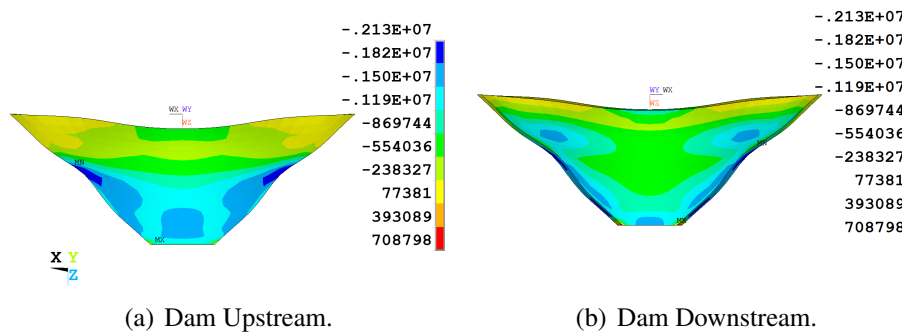 -.213E+07
-.182E+07
-.150E+07
-.119E+07
-869744
-554036
-238327
77381
393089
708798
WX WY
WZ
MN
MX
X Y
Z
(a) Dam Upstream.
-.213E+07
-.182E+07
-.150E+07
-.119E+07
-869744
-554036
-238327
77381
393089
708798
WY WX
WZ
MN
MX
(b) Dam Downstream.